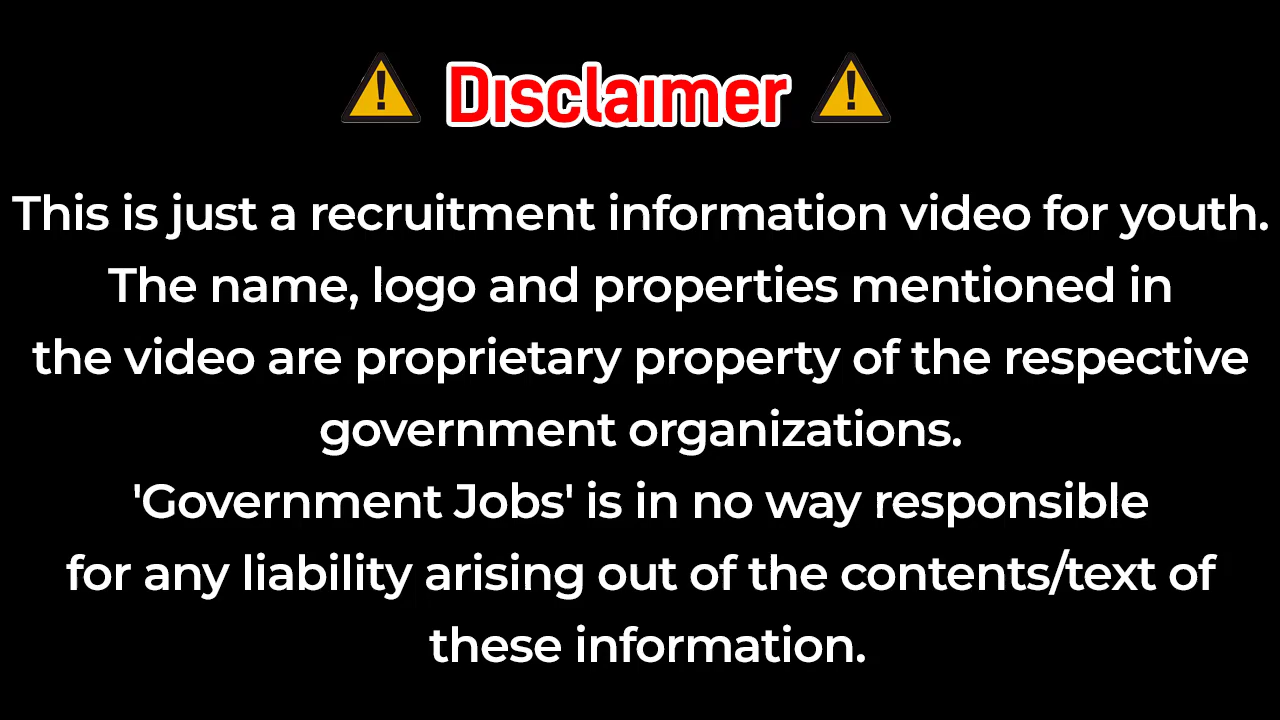 Disclaimer
This is just a recruitment information video for youth.
The name, logo and properties mentioned in
the video are proprietary property of the respective
government organizations.
'Government Jobs' is in no way responsible
for any liability arising out of the contents/text of
these information.